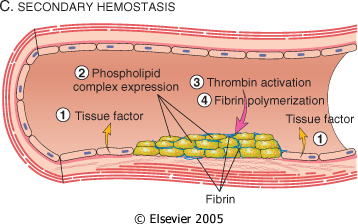 C. SECONDARY HEMOSTASIS
2 Phospholipid
complex expression
3 Thrombin activation
4 Fibrin polymerization
1 Tissue factor
Tissue
factor
1
Fibrin
© Elsevier 2005